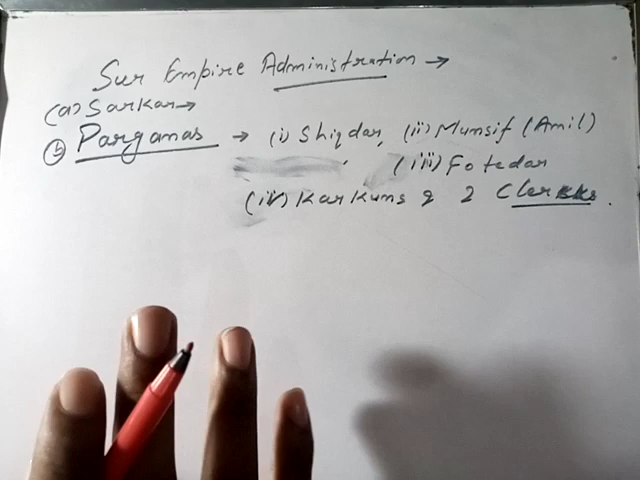 Sur Empire Administration →
(a) Sarkar →
(b) Parganas → (i) Shiqdar, (ii) Munsif (Amil)
(iii) Fotedar
(iv) Karkuns & 2 Clerks.